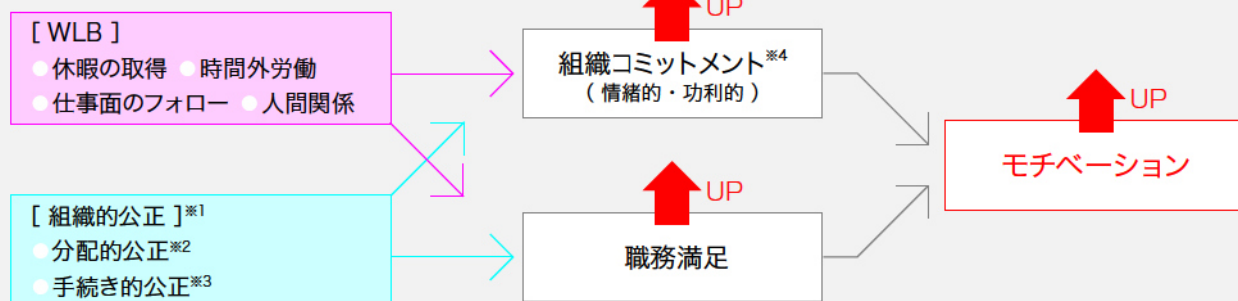 UP
[ WLB ]
休暇の取得 時間外労働
仕事面のフォロー 人間関係
組織コミットメント※4
( 情緒的・功利的 )
UP
モチベーション
[ 組織的公正 ]※1
分配的公正※2
手続き的公正※3
UP
職務満足